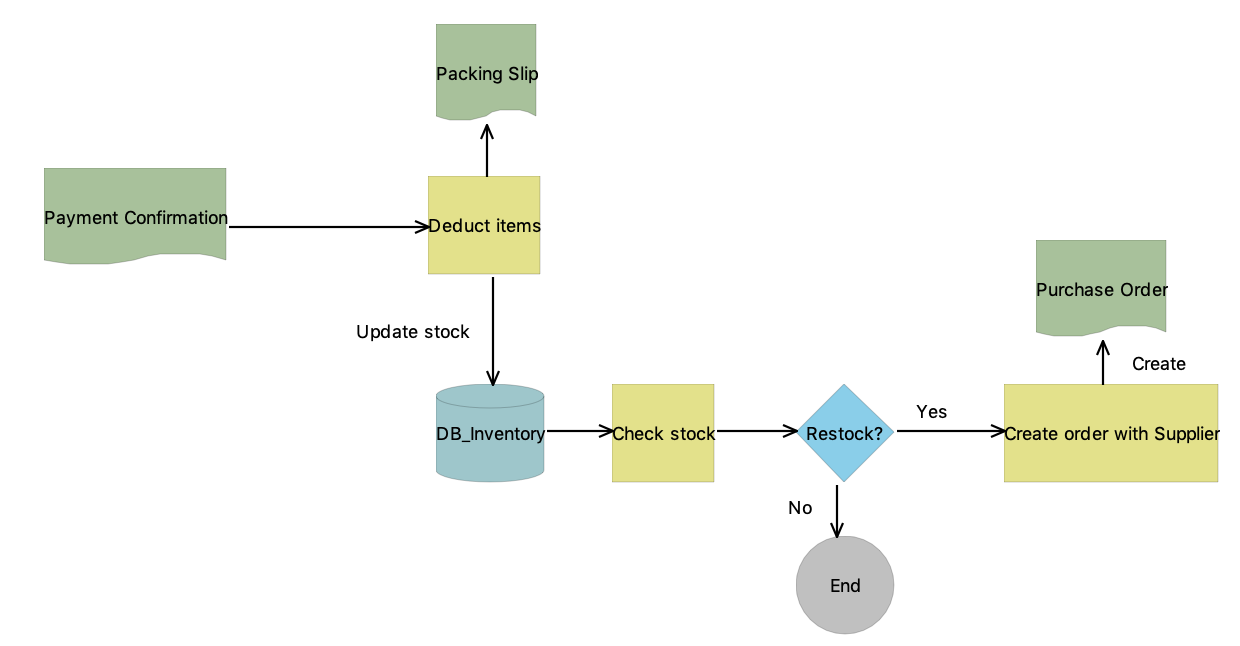 Packing Slip
Payment Confirmation
Deduct items
Purchase Order
Update stock
Create
Yes
DB_Inventory
Check stock
Restock?
Create order with Supplier
No
End